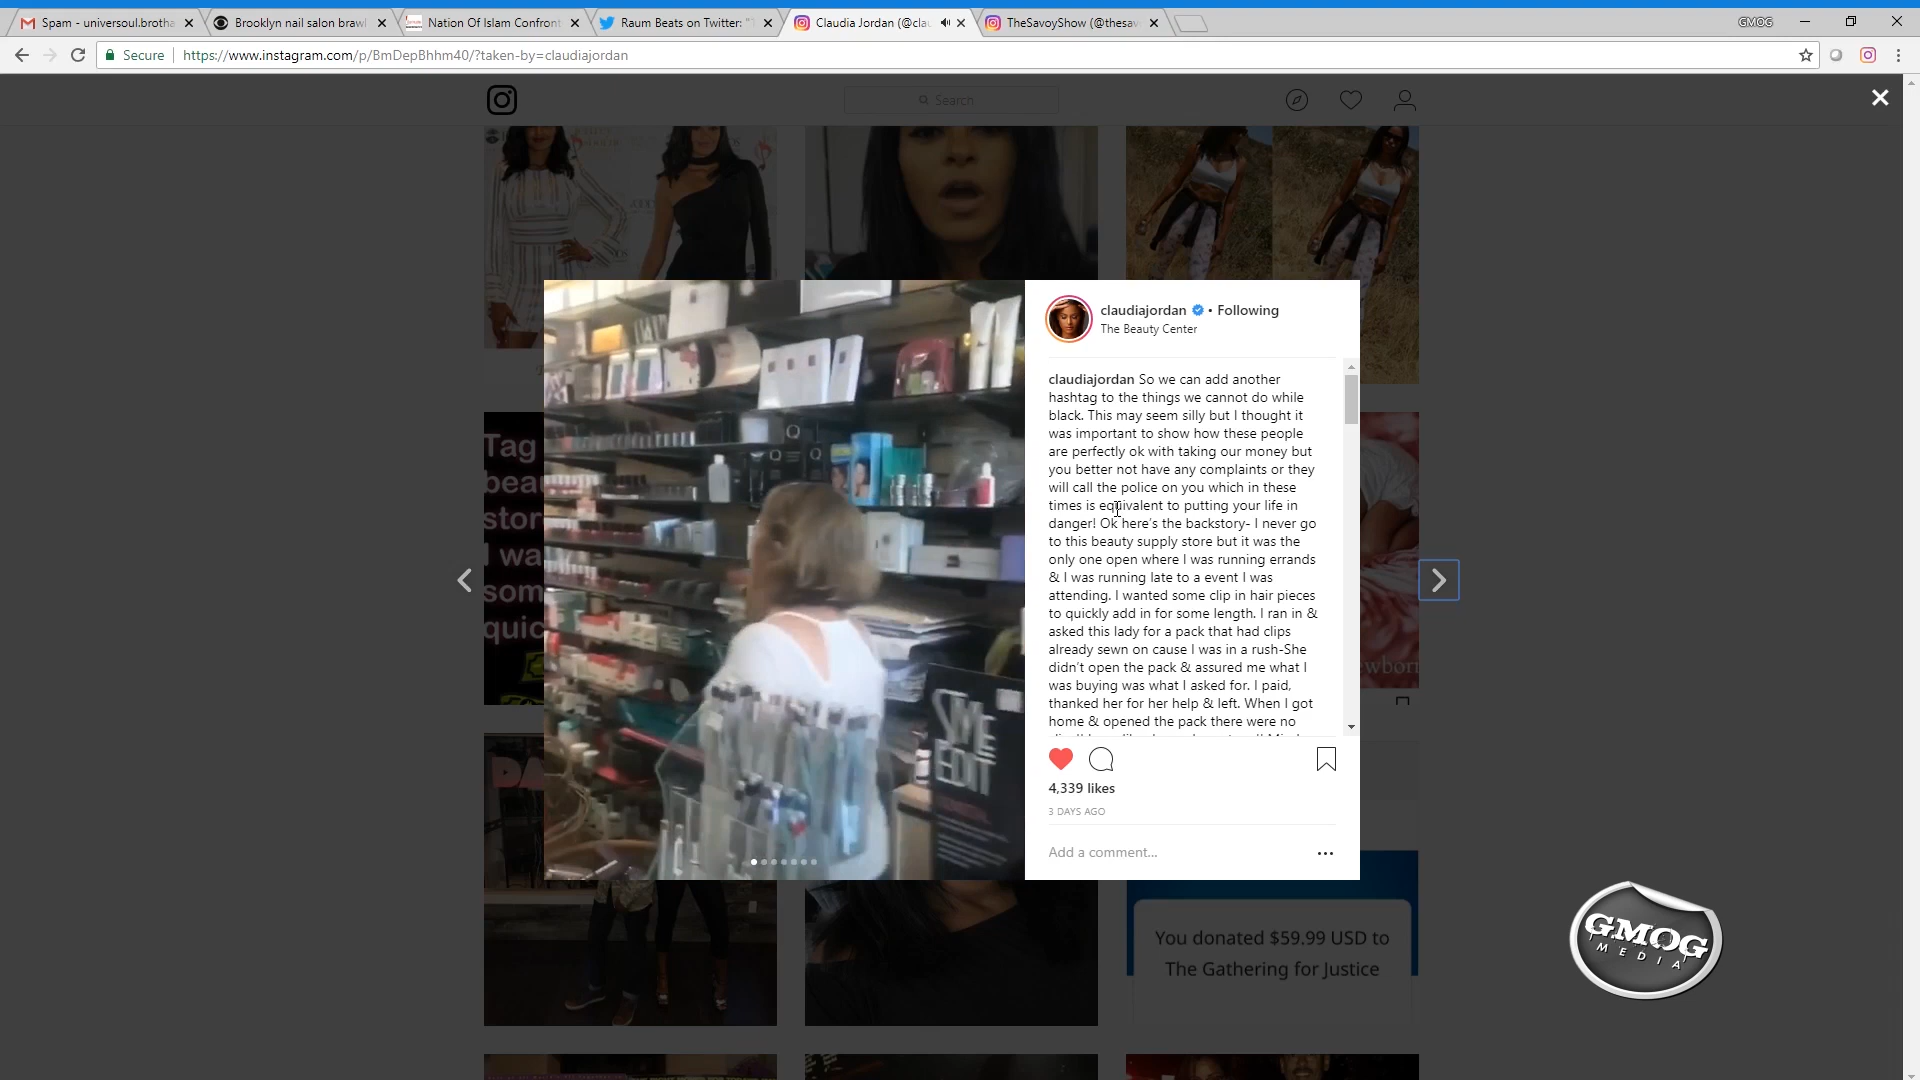 Spam - universoul.brotha
Brooklyn nail salon brawl
Nation Of Islam Confront
Raum Beats on Twitter: "
Claudia Jordan (@clau
TheSavoyShow (@thesav
GMOG
Secure
https://www.instagram.com/p/BmDepBhhm40/?taken-by=claudiajordan
Search
claudiajordan • Following
The Beauty Center
claudiajordan So we can add another
hashtag to the things we cannot do while
black. This may seem silly but I thought it
was important to show how these people
are perfectly ok with taking our money but
you better not have any complaints or they
will call the police on you which in these
times is equivalent to putting your life in
danger! Ok here's the backstory- I never go
to this beauty supply store but it was the
only one open where I was running errands
& I was running late to a event I was
attending. I wanted some clip in hair pieces
to quickly add in for some length. I ran in &
asked this lady for a pack that had clips
already sewn on cause I was in a rush-She
didn't open the pack & assured me what I
was buying was what I asked for. I paid,
thanked her for her help & left. When I got
home & opened the pack there were no
4,339 likes
3 DAYS AGO
Add a comment...
Tag
beau
store
I wa
som
quic
EDIT
DA
wborn
You donated $59.99 USD to
The Gathering for Justice
GMOG
MEDIA